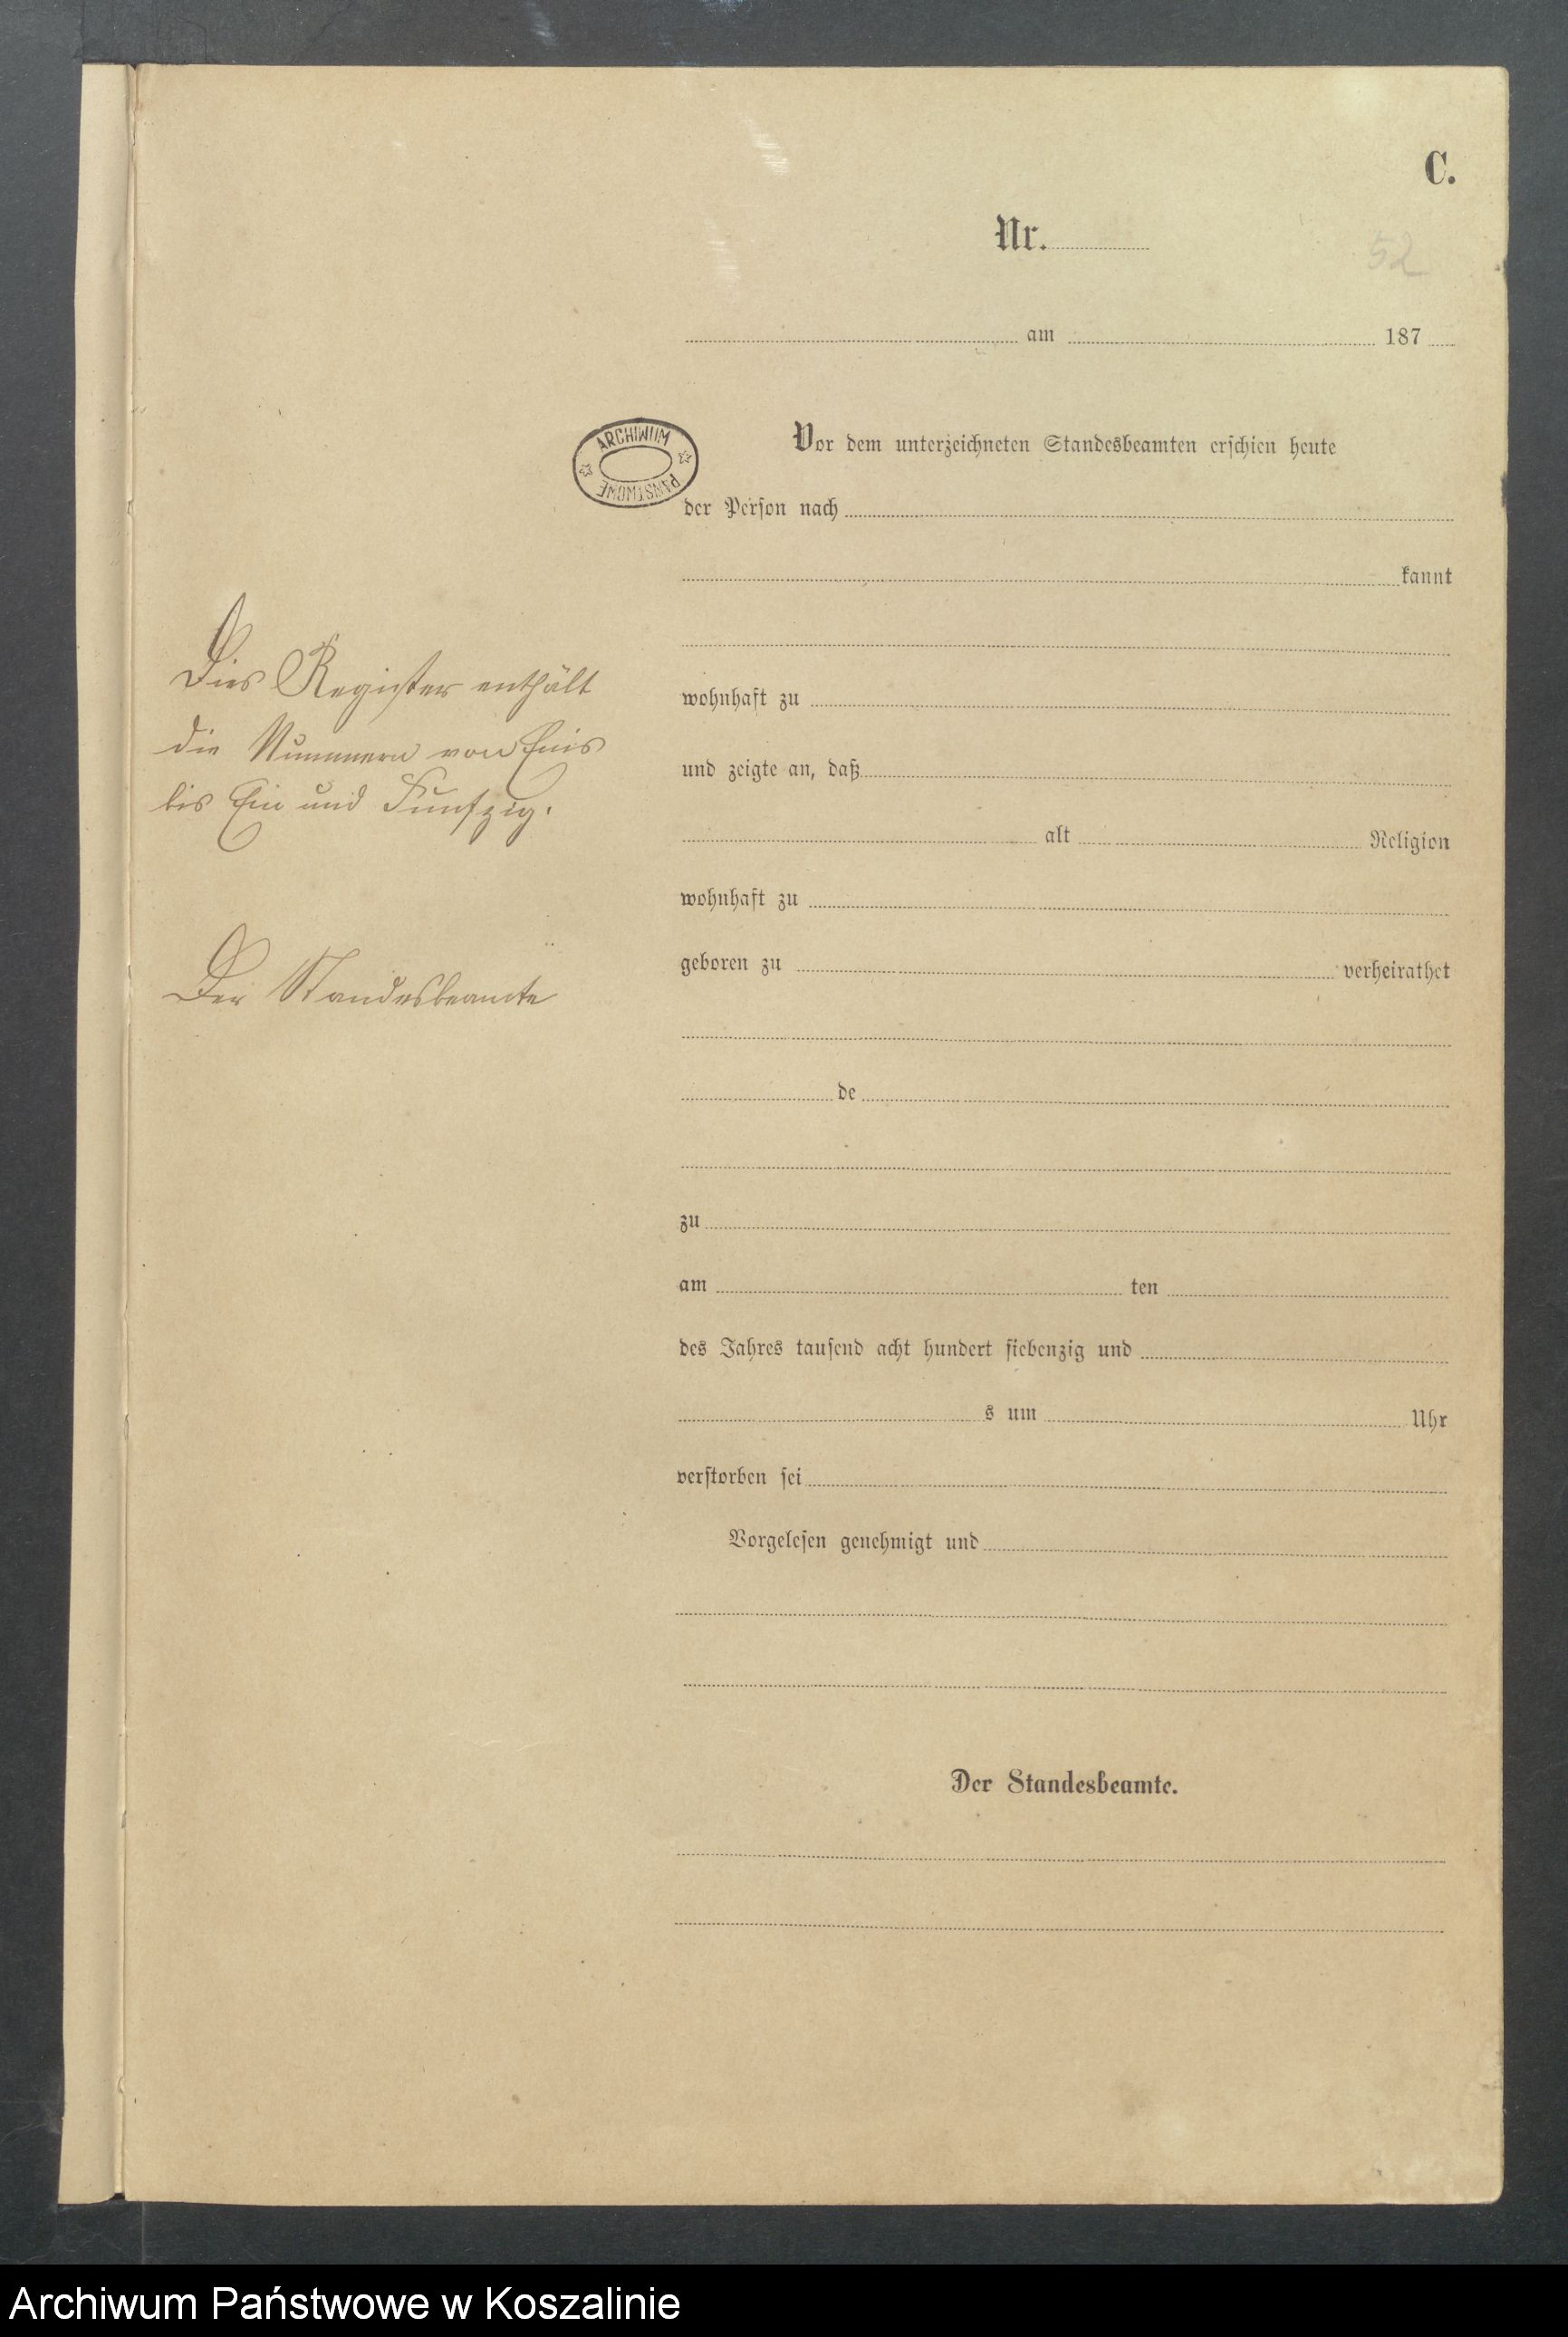 C.
Nr.
52
am 187
ARCHIWUM
PAŃSTWOWE
Vor dem unterzeichneten Standesbeamten erschien heute
der Person nach
kannt
wohnhaft zu
und zeigte an, daß
alt Religion
wohnhaft zu
geboren zu verheirathet
de
zu
am ten
des Jahres tausend acht hundert siebenzig und
s um Uhr
verstorben sei
Vorgelesen genehmigt und
Der Standesbeamte.
Dies Register enthält
die Nummern von Eins
bis Ein und Fünfzig.
Der Standesbeamte
Archiwum Państwowe w Koszalinie